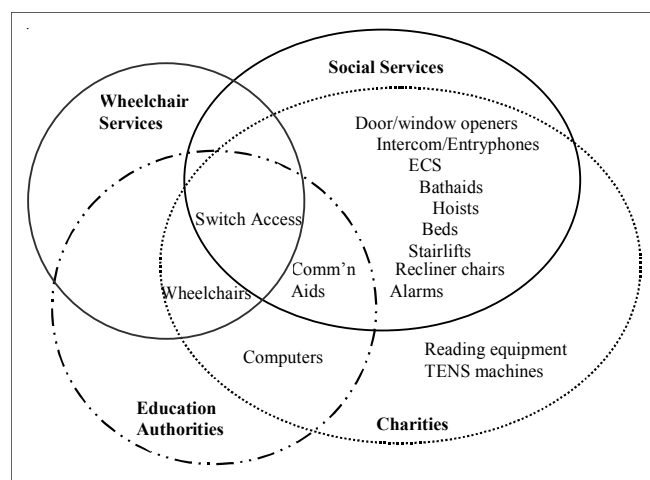 Social Services
Wheelchair
Services
Door/window openers
Intercom/Entryphones
ECS
Bathaids
Hoists
Beds
Stairlifts
Recliner chairs
Alarms
Switch Access
Comm'n
Aids
Wheelchairs
Computers
Reading equipment
TENS machines
Education
Authorities
Charities